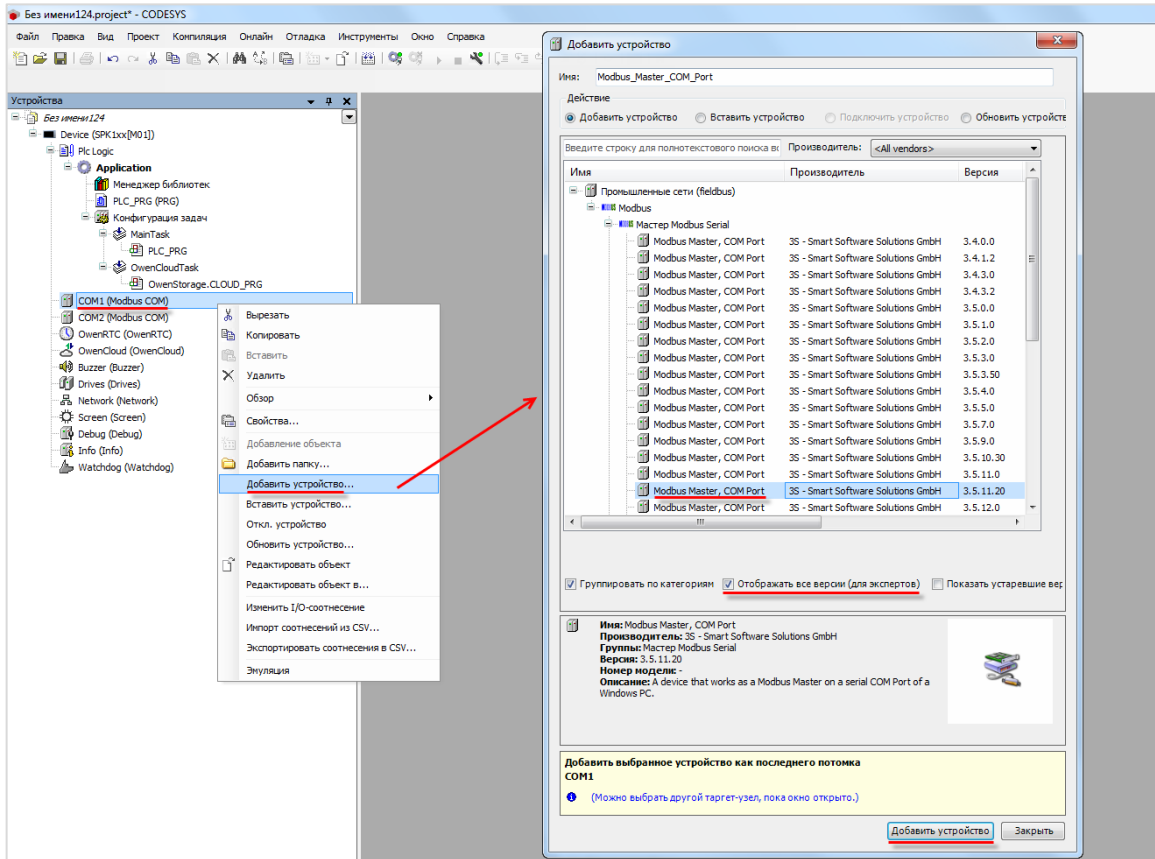 Без имени124.project* - CODESYS
Файл Правка Вид Проект Компиляция Онлайн Отладка Инструменты Окно Справка
Устройства
Без имени124
Device (SPK1xx[M01])
Plc Logic
Application
Менеджер библиотек
PLC_PRG (PRG)
Конфигурация задач
MainTask
PLC_PRG
OwenCloudTask
OwenStorage.CLOUD_PRG
COM1 (Modbus COM)
COM2 (Modbus COM)
OwenRTC (OwenRTC)
OwenCloud (OwenCloud)
Buzzer (Buzzer)
Drives (Drives)
Network (Network)
Screen (Screen)
Debug (Debug)
Info (Info)
Watchdog (Watchdog)
Вырезать
Копировать
Вставить
Удалить
Обзор
Свойства...
Добавление объекта
Добавить папку...
Добавить устройство...
Вставить устройство...
Откл. устройство
Обновить устройство...
Редактировать объект
Редактировать объект в...
Изменить I/O-соотнесение
Импорт соотнесений из CSV...
Экспортировать соотнесения в CSV...
Эмуляция
Добавить устройство
Имя: Modbus_Master_COM_Port
Действие
Добавить устройство Вставить устройство Подключить устройство Обновить устройств
Введите строку для полнотекстового поиска вс Производитель: <All vendors>
Имя Производитель Версия
Промышленные сети (fieldbus)
Modbus
Мастер Modbus Serial
Modbus Master, COM Port 3S - Smart Software Solutions GmbH 3.4.0.0
Modbus Master, COM Port 3S - Smart Software Solutions GmbH 3.4.1.2
Modbus Master, COM Port 3S - Smart Software Solutions GmbH 3.4.3.0
Modbus Master, COM Port 3S - Smart Software Solutions GmbH 3.4.3.2
Modbus Master, COM Port 3S - Smart Software Solutions GmbH 3.5.0.0
Modbus Master, COM Port 3S - Smart Software Solutions GmbH 3.5.1.0
Modbus Master, COM Port 3S - Smart Software Solutions GmbH 3.5.2.0
Modbus Master, COM Port 3S - Smart Software Solutions GmbH 3.5.3.0
Modbus Master, COM Port 3S - Smart Software Solutions GmbH 3.5.3.50
Modbus Master, COM Port 3S - Smart Software Solutions GmbH 3.5.4.0
Modbus Master, COM Port 3S - Smart Software Solutions GmbH 3.5.5.0
Modbus Master, COM Port 3S - Smart Software Solutions GmbH 3.5.7.0
Modbus Master, COM Port 3S - Smart Software Solutions GmbH 3.5.9.0
Modbus Master, COM Port 3S - Smart Software Solutions GmbH 3.5.10.30
Modbus Master, COM Port 3S - Smart Software Solutions GmbH 3.5.11.0
Modbus Master, COM Port 3S - Smart Software Solutions GmbH 3.5.11.20
Modbus Master, COM Port 3S - Smart Software Solutions GmbH 3.5.12.0
Группировать по категориям Отображать все версии (для экспертов) Показать устаревшие вер
Имя: Modbus Master, COM Port
Производитель: 3S - Smart Software Solutions GmbH
Группы: Мастер Modbus Serial
Версия: 3.5.11.20
Номер модели: -
Описание: A device that works as a Modbus Master on a serial COM Port of a
Windows PC.
Добавить выбранное устройство как последнего потомка
COM1
(Можно выбрать другой таргет-узел, пока окно открыто.)
Добавить устройство Закрыть